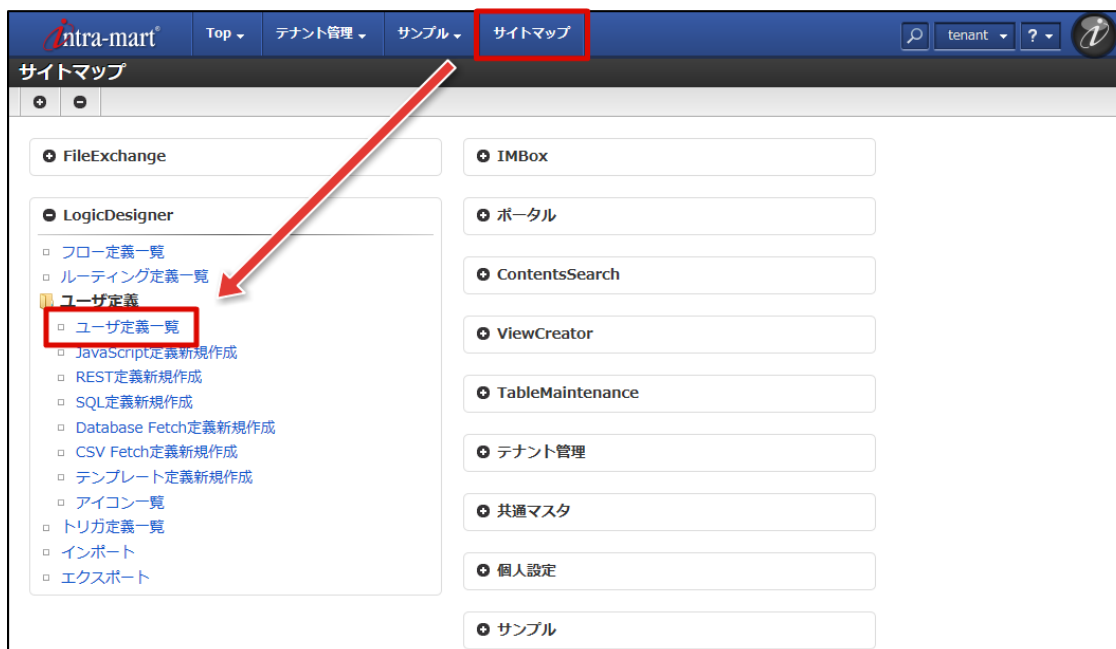 intra-mart® Top テナント管理 サンプル サイトマップ tenant ?
サイトマップ
FileExchange
LogicDesigner
フロー定義一覧
ルーティング定義一覧
ユーザ定義
ユーザ定義一覧
JavaScript定義新規作成
REST定義新規作成
SQL定義新規作成
Database Fetch定義新規作成
CSV Fetch定義新規作成
テンプレート定義新規作成
アイコン一覧
トリガ定義一覧
インポート
エクスポート
IMBox
ポータル
ContentsSearch
ViewCreator
TableMaintenance
テナント管理
共通マスタ
個人設定
サンプル